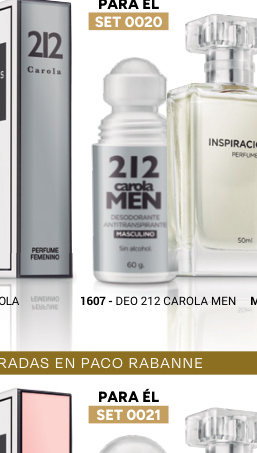 PARA ÉL
SET 0020
212
Carola
212
carola
MEN
DESODORANTE
ANTITRANSPIRANTE
MASCULINO
Sin alcohol.
60 g.
INSPIRACIO
PERFUME
50ml
PERFUME
FEMENINO
OLA
1607 - DEO 212 CAROLA MEN
RADAS EN PACO RABANNE
PARA ÉL
SET 0021